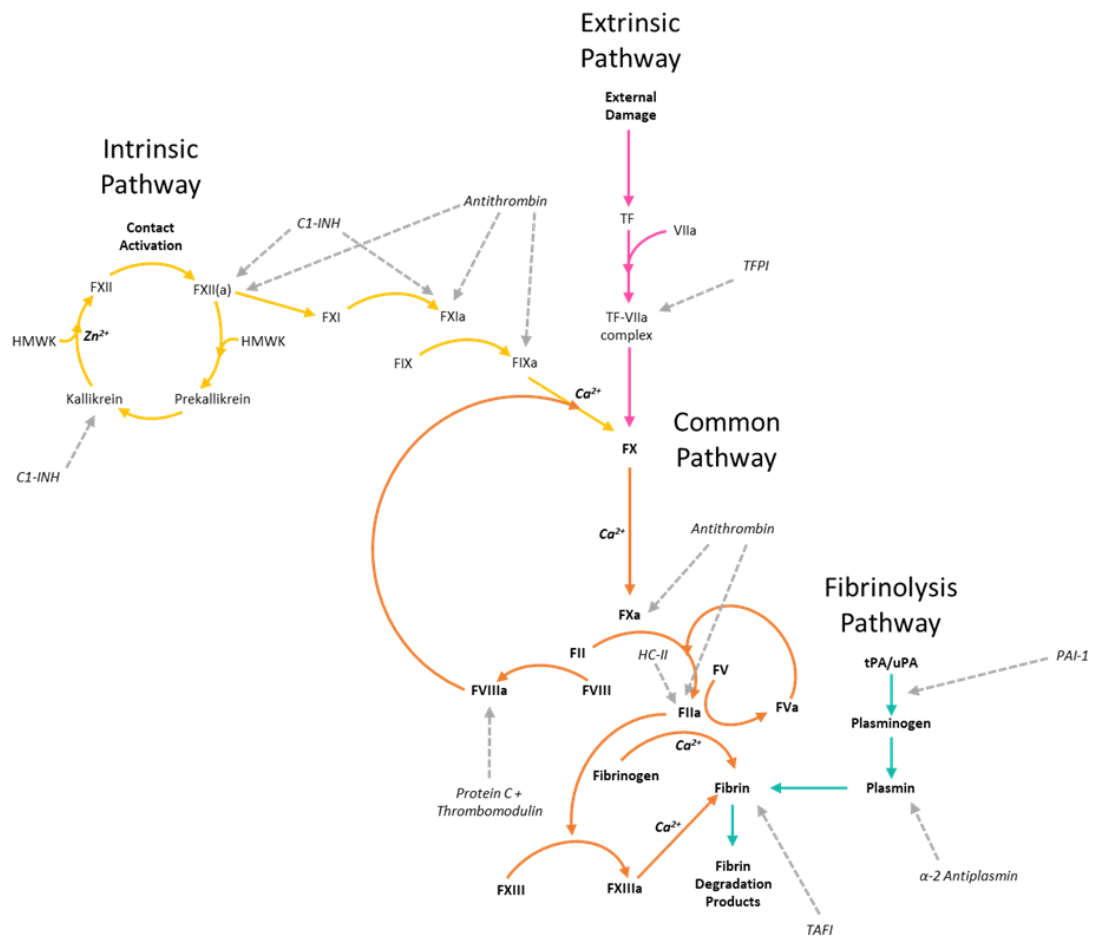 Extrinsic
Pathway
External
Damage
Intrinsic
Pathway
Contact
Activation
C1-INH
Antithrombin
TF
VIIa
TFPI
FXII
FXII(a)
FXI
FXIa
TF-VIIa
complex
HMWK
Zn²⁺
HMWK
FIX
FIXa
Kallikrein
Prekallikrein
Ca²⁺
C1-INH
FX
Common
Pathway
Ca²⁺
Antithrombin
FXa
Fibrinolysis
Pathway
FII
HC-II
FV
tPA/uPA
PAI-1
FVIIIa
FVIII
FIIa
FVa
Plasminogen
Ca²⁺
Fibrinogen
Fibrin
Plasmin
Protein C +
Thrombomodulin
Ca²⁺
FXIII
FXIIIa
Fibrin
Degradation
Products
α-2 Antiplasmin
TAFI